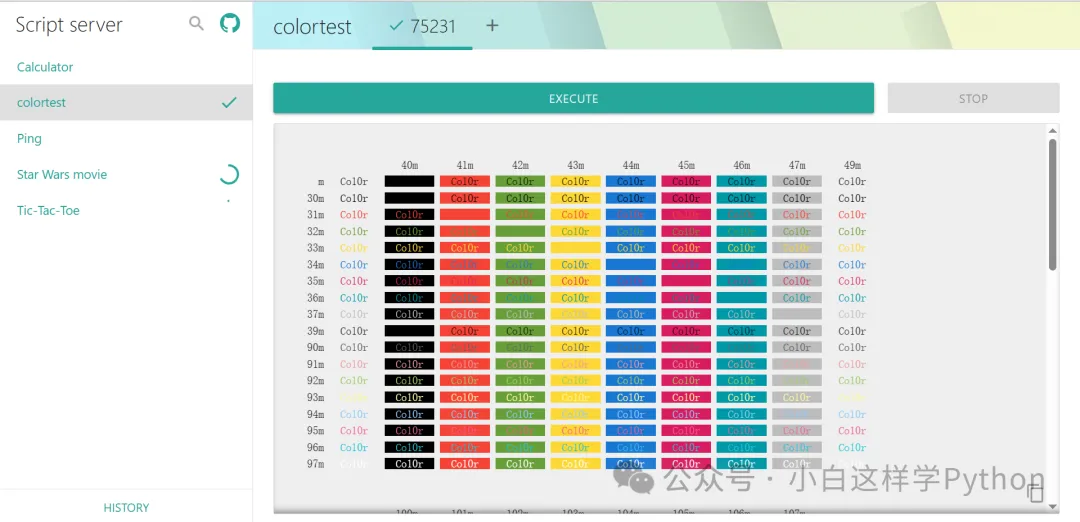 Script server
Calculator
colortest
Ping
Star Wars movie
Tic-Tac-Toe
HISTORY
colortest
75231 +
EXECUTE
STOP
40m 41m 42m 43m 44m 45m 46m 47m 49m
m Col0r Col0r Col0r Col0r Col0r Col0r Col0r Col0r Col0r
30m Col0r Col0r Col0r Col0r Col0r Col0r Col0r Col0r Col0r
31m Col0r Col0r Col0r Col0r Col0r Col0r Col0r Col0r Col0r
32m Col0r Col0r Col0r Col0r Col0r Col0r Col0r Col0r Col0r
33m Col0r Col0r Col0r Col0r Col0r Col0r Col0r Col0r Col0r
34m Col0r Col0r Col0r Col0r Col0r Col0r Col0r Col0r
35m Col0r Col0r Col0r Col0r Col0r Col0r Col0r Col0r Col0r
36m Col0r Col0r Col0r Col0r Col0r Col0r Col0r Col0r
37m Col0r Col0r Col0r Col0r Col0r Col0r Col0r Col0r Col0r
39m Col0r Col0r Col0r Col0r Col0r Col0r Col0r Col0r Col0r
90m Col0r Col0r Col0r Col0r Col0r Col0r Col0r Col0r Col0r Col0r
91m Col0r Col0r Col0r Col0r Col0r Col0r Col0r Col0r Col0r Col0r
92m Col0r Col0r Col0r Col0r Col0r Col0r Col0r Col0r Col0r Col0r
93m Col0r Col0r Col0r Col0r Col0r Col0r Col0r Col0r Col0r Col0r
94m Col0r Col0r Col0r Col0r Col0r Col0r Col0r Col0r Col0r Col0r
95m Col0r Col0r Col0r Col0r Col0r Col0r Col0r Col0r Col0r Col0r
96m Col0r Col0r Col0r Col0r Col0r Col0r Col0r Col0r Col0r Col0r
97m Col0r Col0r Col0r Col0r Col0r Col0r Col0r Col0r Col0r Col0r
公众号 · 小白这样学Python
100m 101m 102m 103m 104m 105m 106m 107m